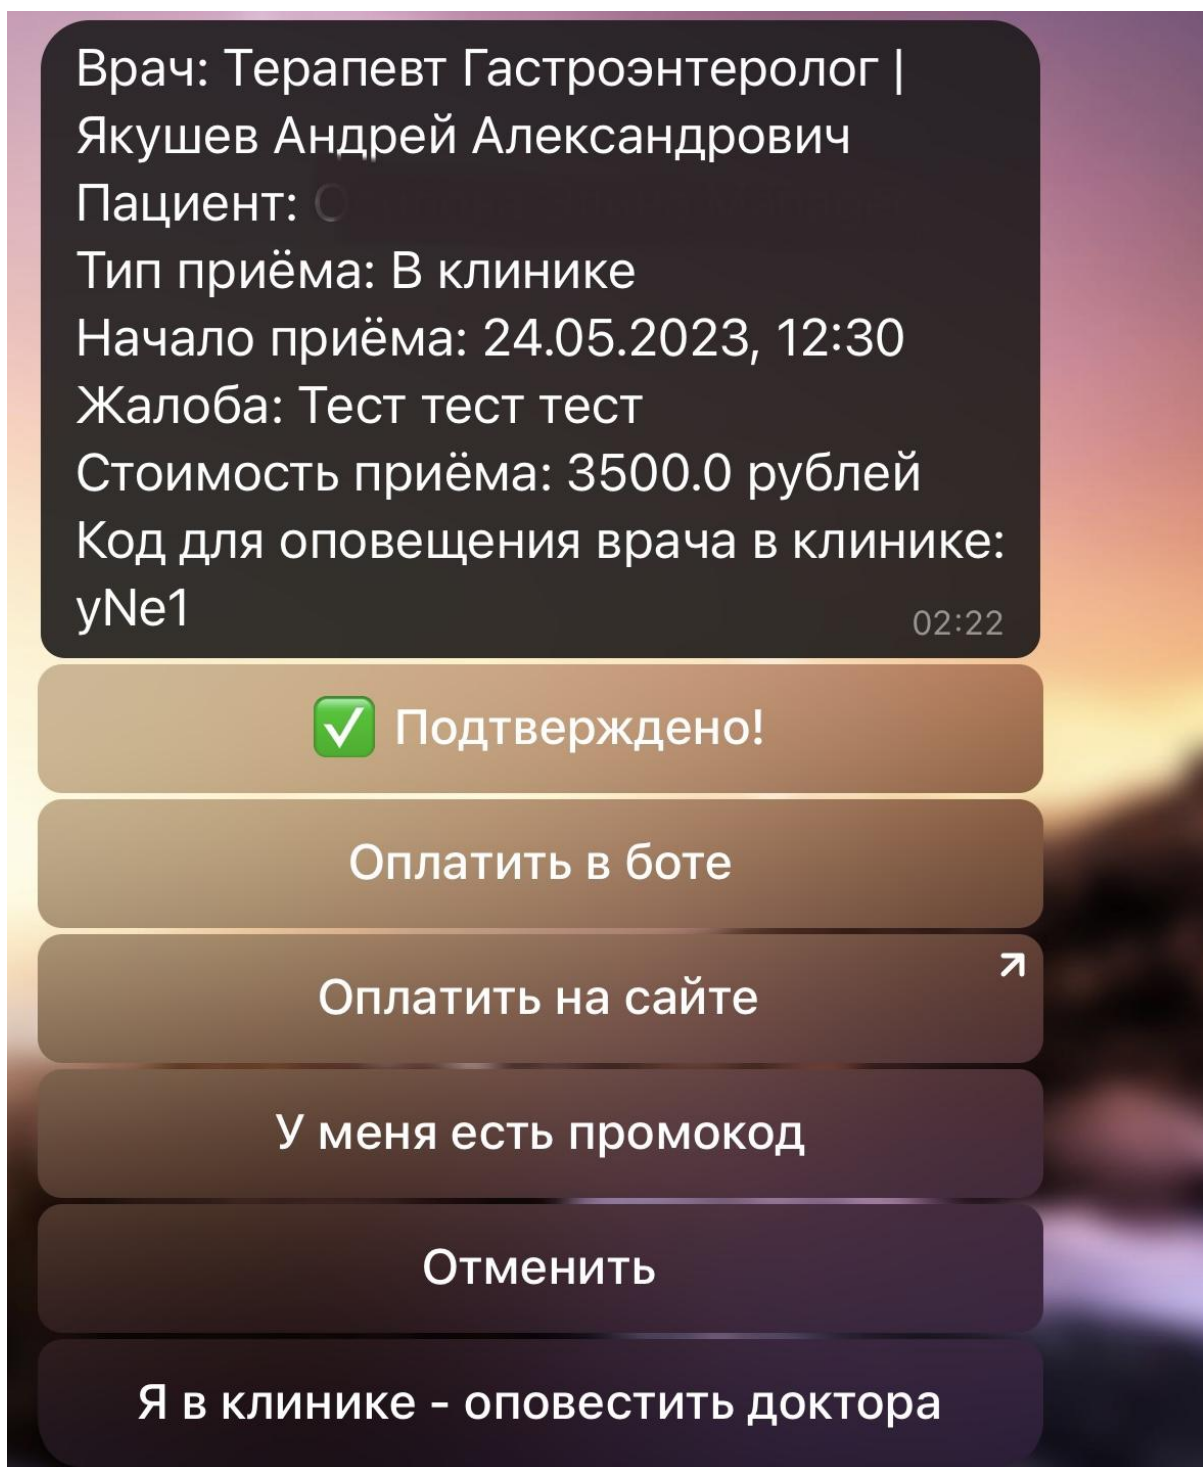 Врач: Терапевт Гастроэнтеролог |
Якушев Андрей Александрович
Пациент:
Тип приёма: В клинике
Начало приёма: 24.05.2023, 12:30
Жалоба: Тест тест тест
Стоимость приёма: 3500.0 рублей
Код для оповещения врача в клинике:
yNe1
02:22
✅ Подтверждено!
Оплатить в боте
Оплатить на сайте
У меня есть промокод
Отменить
Я в клинике - оповестить доктора